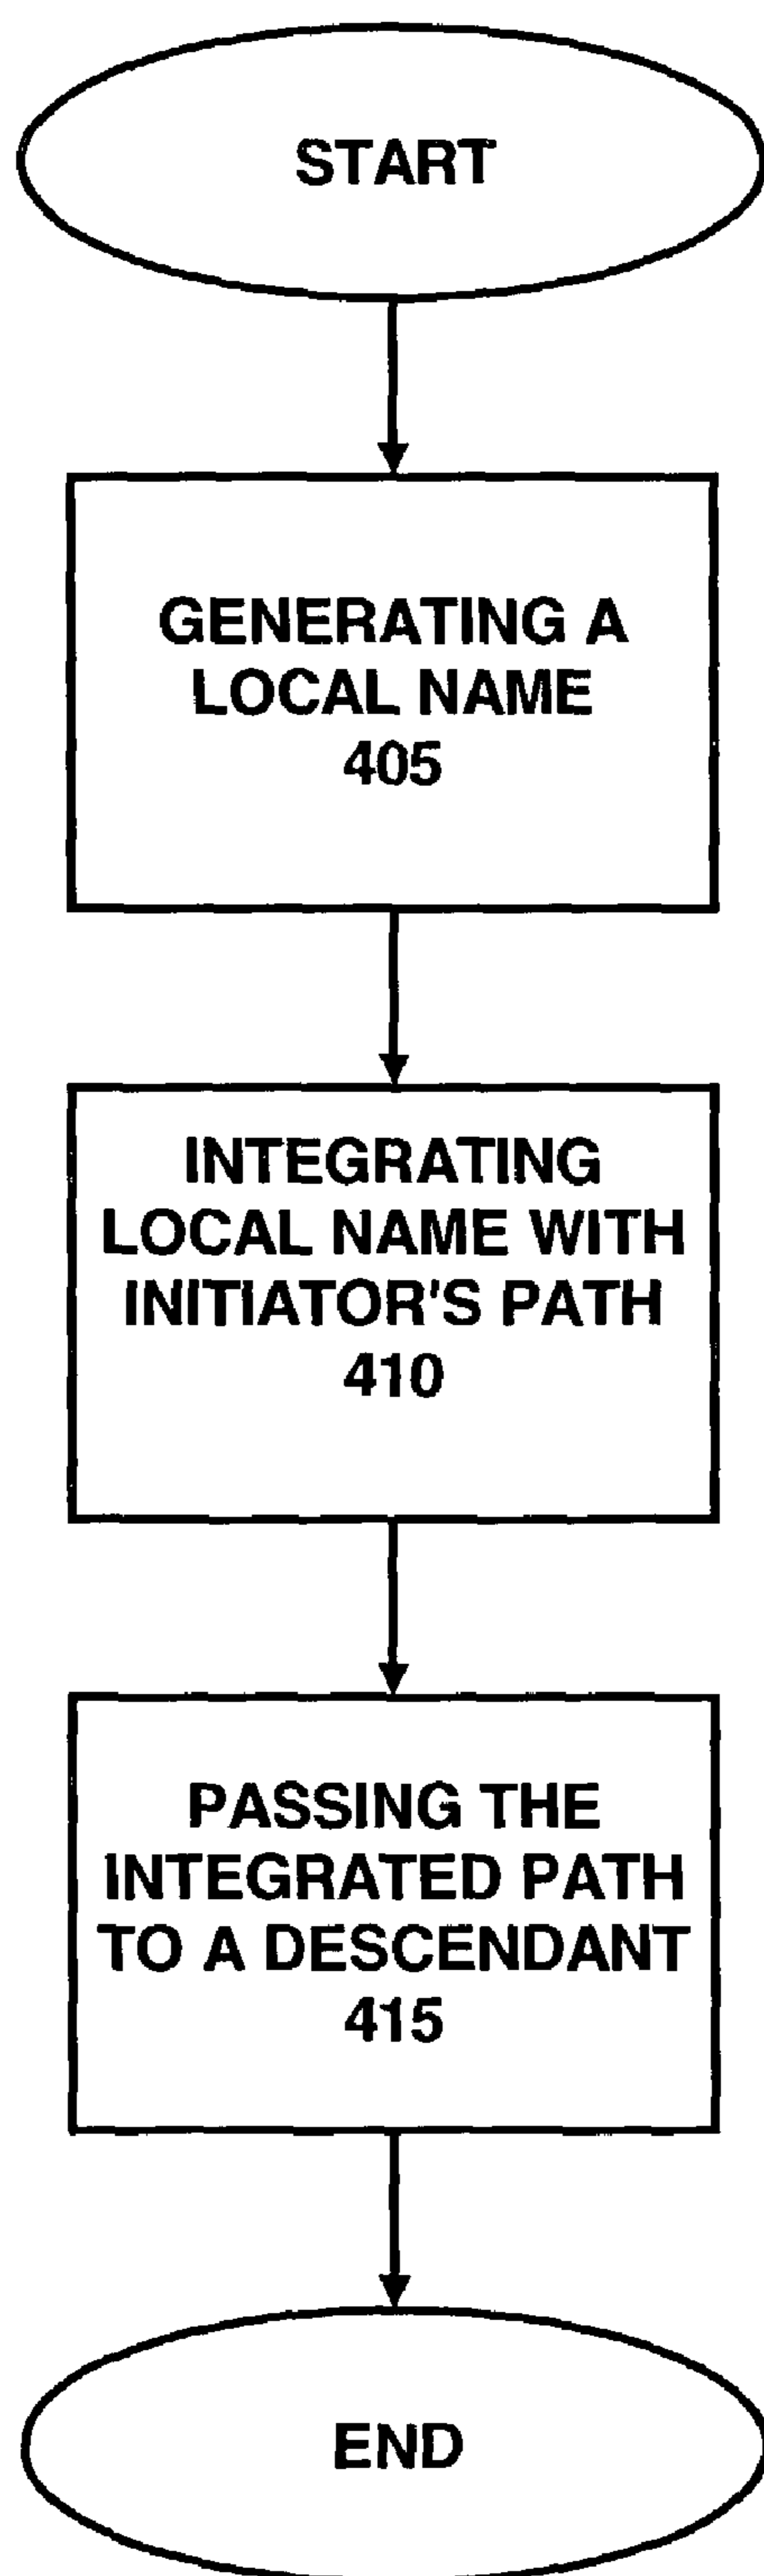 START
GENERATING A
LOCAL NAME
405
INTEGRATING
LOCAL NAME WITH
INITIATOR'S PATH
410
PASSING THE
INTEGRATED PATH
TO A DESCENDANT
415
END